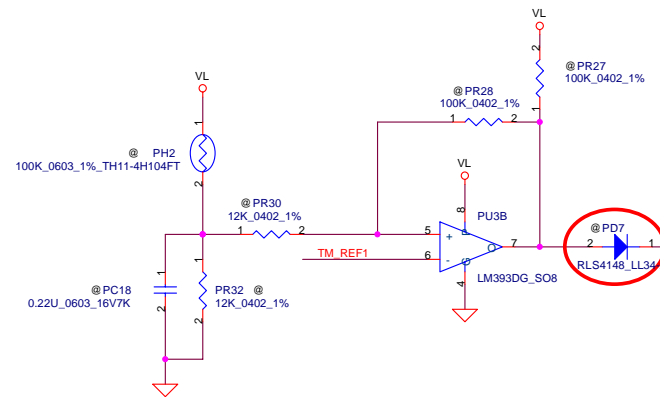 VL
@ PR27
100K_0402_1%
2
1
VL
@ PR28
100K_0402_1%
1
2
@ PH2
100K_0603_1%_TH11-4H104FT
1
2
VL
@ PR30
12K_0402_1%
1
2
8
PU3B
5
+
P
O
7
6
-
G
TM_REF1
LM393DG_SO8
4
@ PD7
2
1
RLS4148_LL34
@ PC18
0.22U_0603_16V7K
1
2
1
PR32 @
12K_0402_1%
2